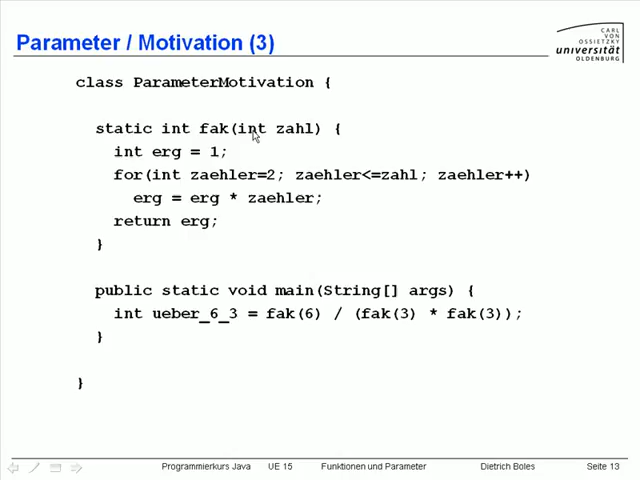 Parameter / Motivation (3)
CARL
VON
OSSIETZKY
universität
OLDENBURG
class ParameterMotivation {
static int fak(int zahl) {
int erg = 1;
for(int zaehler=2; zaehler<=zahl; zaehler++)
erg = erg * zaehler;
return erg;
}
public static void main(String[] args) {
int ueber_6_3 = fak(6) / (fak(3) * fak(3));
}
}
Programmierkurs Java UE 15 Funktionen und Parameter Dietrich Boles Seite 13